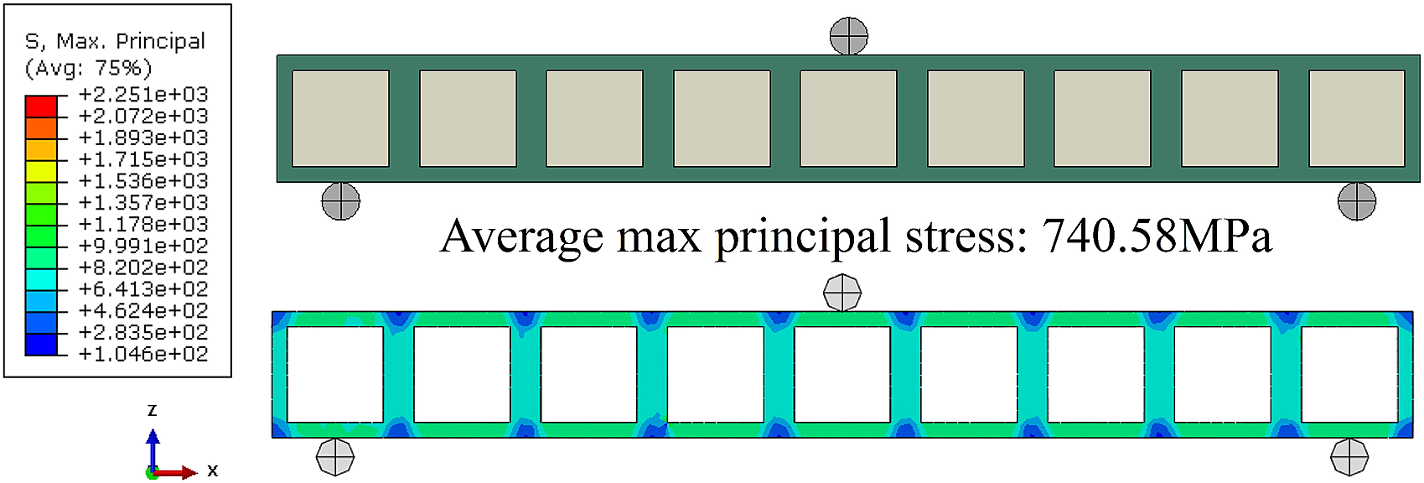 S, Max. Principal
(Avg: 75%)
+2.251e+03
+2.072e+03
+1.893e+03
+1.715e+03
+1.536e+03
+1.357e+03
+1.178e+03
+9.991e+02
+8.202e+02
+6.413e+02
+4.624e+02
+2.835e+02
+1.046e+02
Average max principal stress: 740.58MPa
z
x